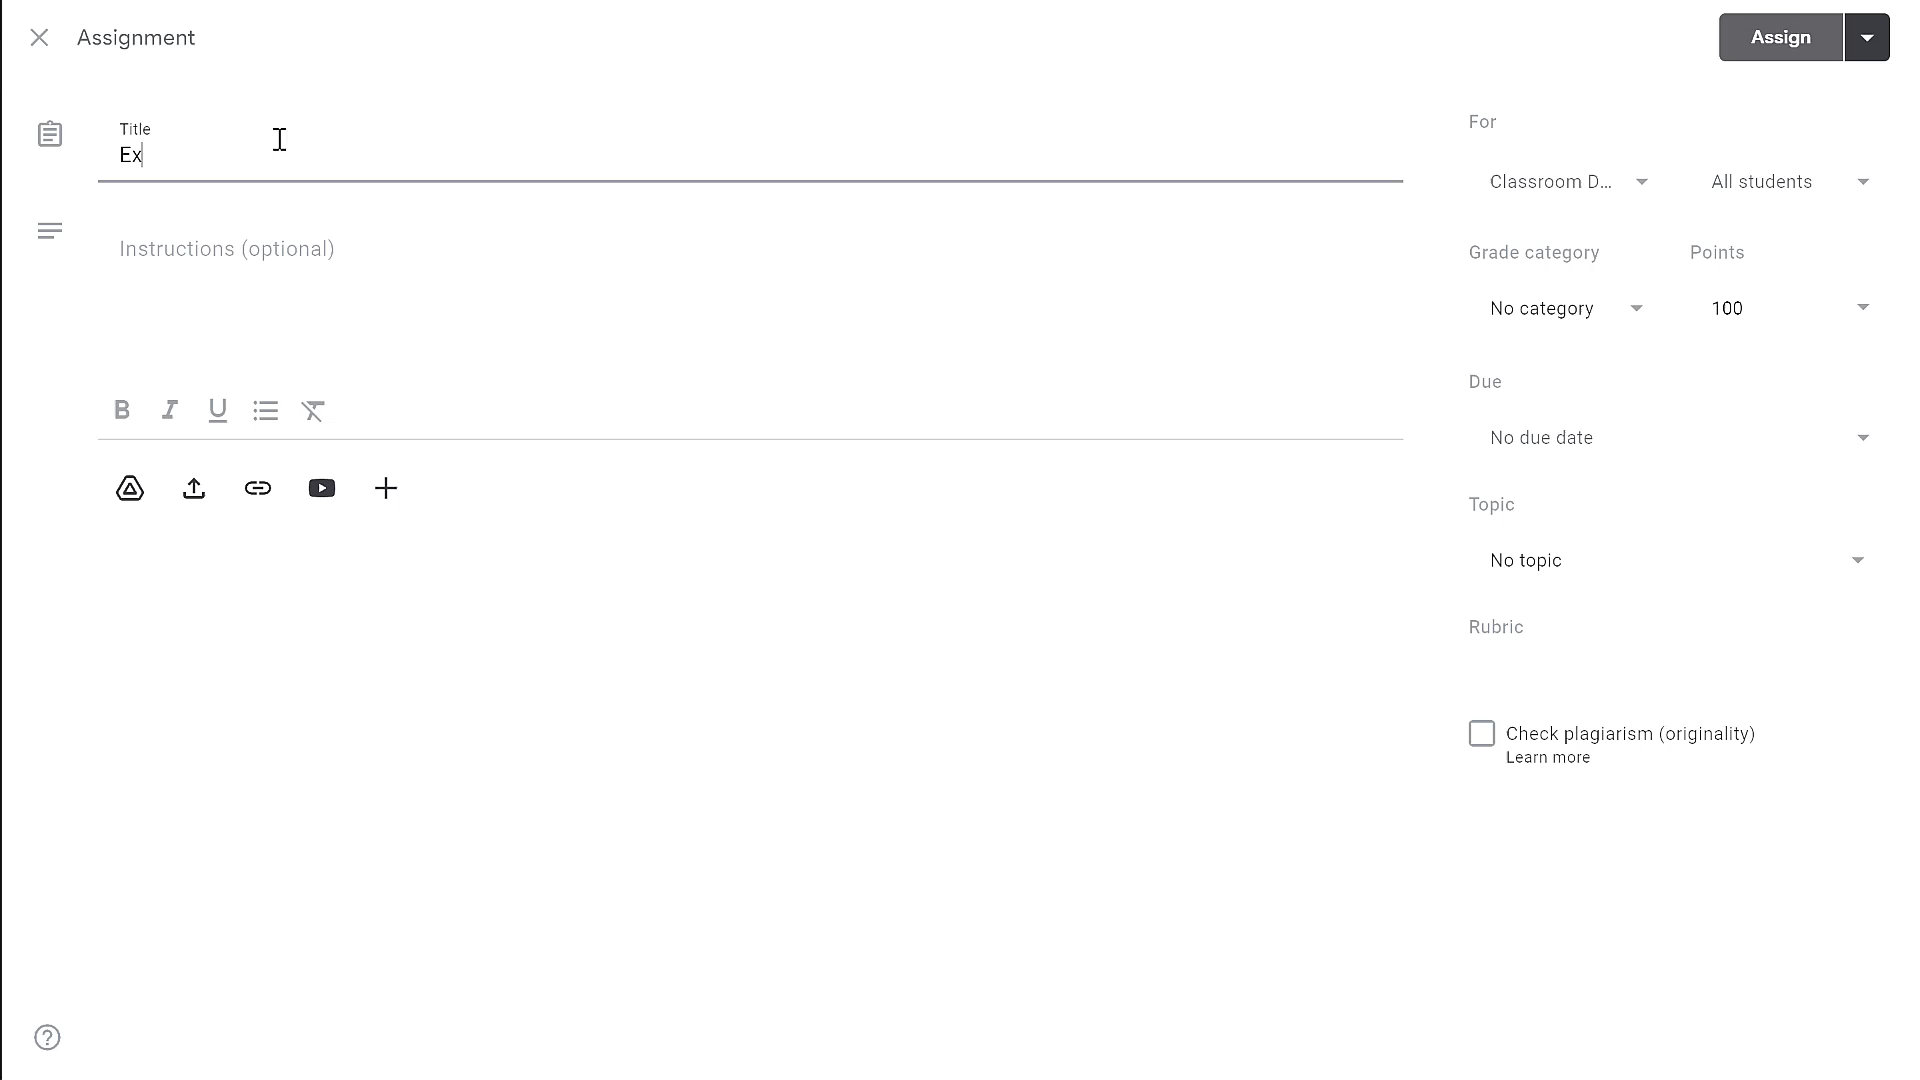 Assignment
Assign
Title
Ex
Instructions (optional)
B I U
For
Classroom D... All students
Grade category Points
No category 100
Due
No due date
Topic
No topic
Rubric
Check plagiarism (originality)
Learn more